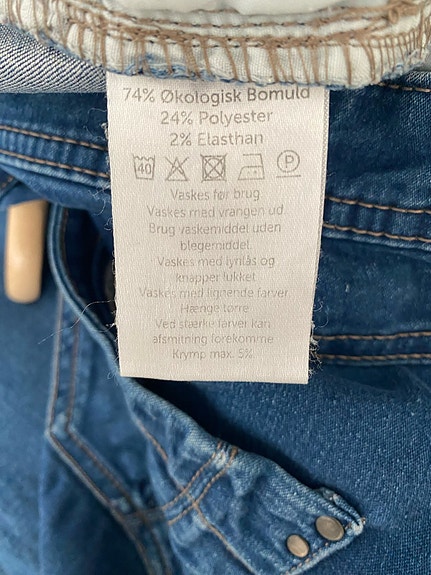 74% Økologisk Bomuld
24% Polyester
2% Elasthan
40 P
Vaskes før brug
Vaskes med vrangen ud
Brug vaskemiddel uden
blegemiddel.
Vaskes med lynlås og
knapper lukket
Vaskes med lignende farver
Hænge tørre
Ved stærke farver kan
afsmitning forekomme
Krymp max. 5%